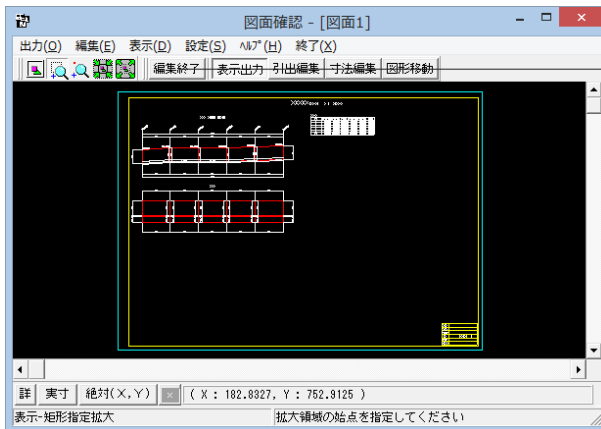 図面確認 - [図面1]
出力(O) 編集(E) 表示(D) 設定(S) ﾍﾙﾌﾟ(H) 終了(X)
編集終了 表示出力 引出編集 寸法編集 図形移動
詳 実寸 絶対(X,Y) × ( X : 182.8327, Y : 752.9125 )
表示-矩形指定拡大 拡大領域の始点を指定してください